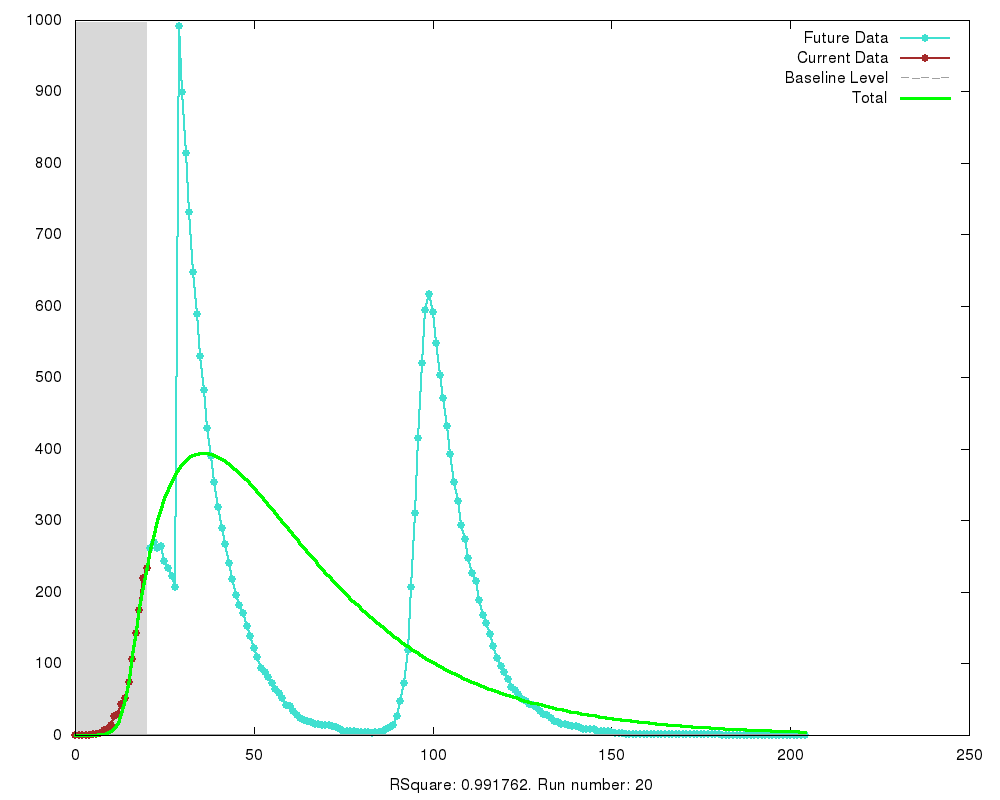 1000
900
800
700
600
500
400
300
200
100
0
0 50 100 150 200 250
Future Data
Current Data
Baseline Level
Total
RSquare: 0.991762. Run number: 20